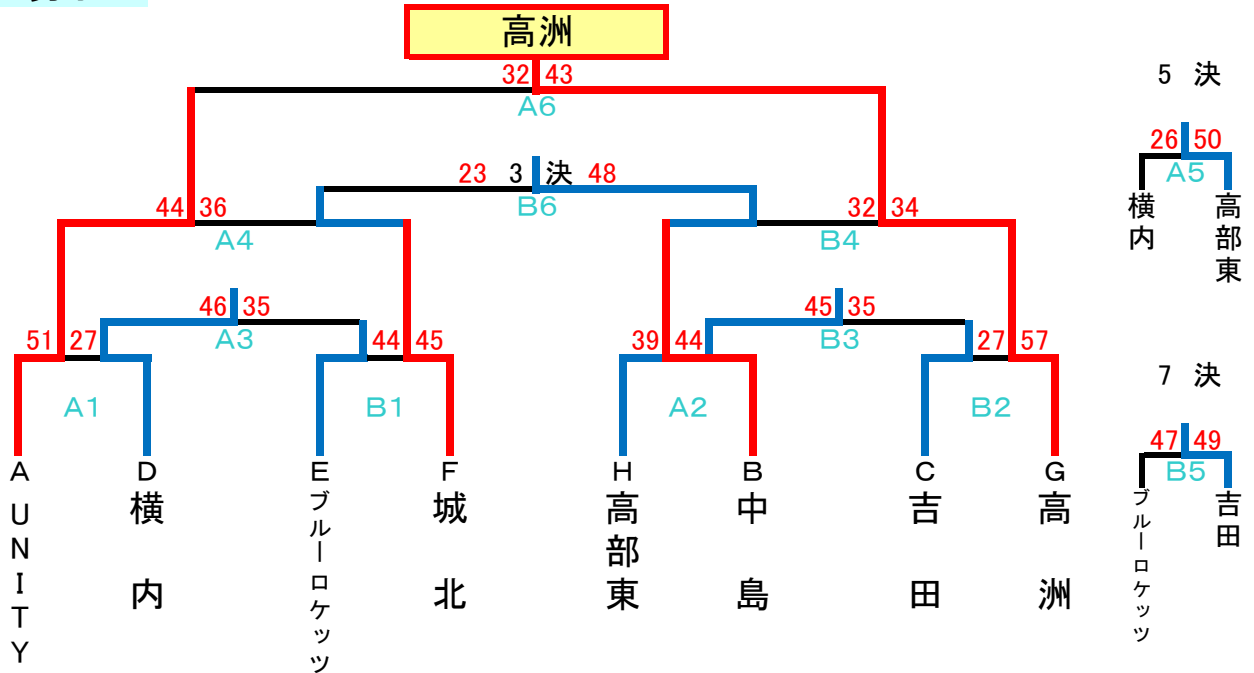 高洲
32 43
A6
5 決
26 50
A5
横内
高部東
23 3 決 48
B6
44 36
A4
32 34
B4
46 35
A3
45 35
B3
51 27
A1
44 45
B1
39 44
A2
27 57
B2
7 決
47 49
B5
ブルーロケッツ
吉田
A
D
E
F
H
B
C
G
UNITY
横内
ブルーロケッツ
城北
高部東
中島
吉田
高洲